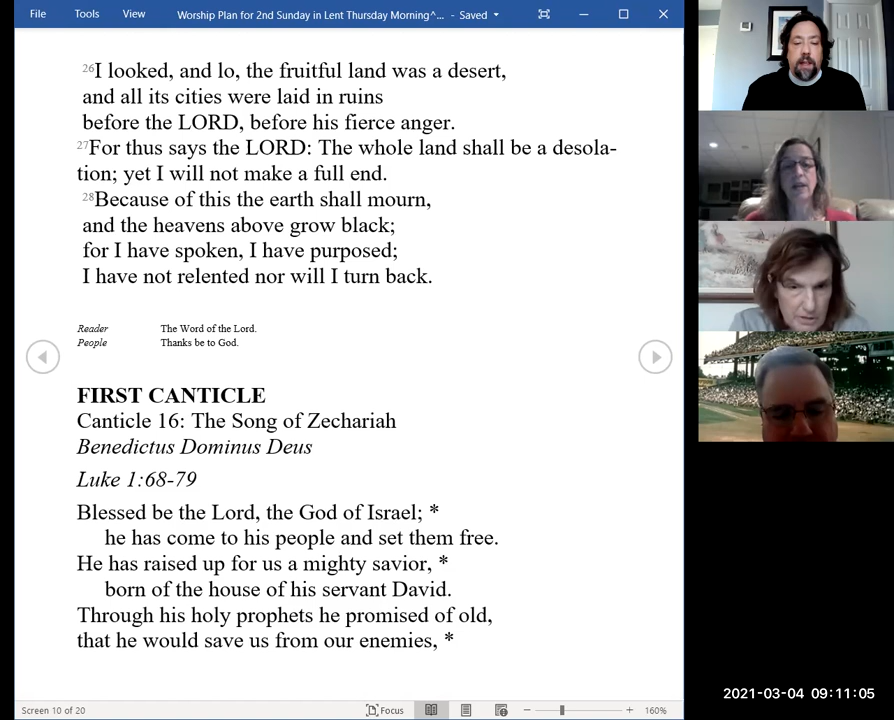 File Tools View Worship Plan for 2nd Sunday in Lent Thursday Morning^... - Saved
26I looked, and lo, the fruitful land was a desert,
and all its cities were laid in ruins
before the LORD, before his fierce anger.
27For thus says the LORD: The whole land shall be a desola-
tion; yet I will not make a full end.
28Because of this the earth shall mourn,
and the heavens above grow black;
for I have spoken, I have purposed;
I have not relented nor will I turn back.
Reader The Word of the Lord.
People Thanks be to God.
FIRST CANTICLE
Canticle 16: The Song of Zechariah
Benedictus Dominus Deus
Luke 1:68-79
Blessed be the Lord, the God of Israel; *
he has come to his people and set them free.
He has raised up for us a mighty savior, *
born of the house of his servant David.
Through his holy prophets he promised of old,
that he would save us from our enemies, *
Screen 10 of 20 Focus 160%
2021-03-04 09:11:05